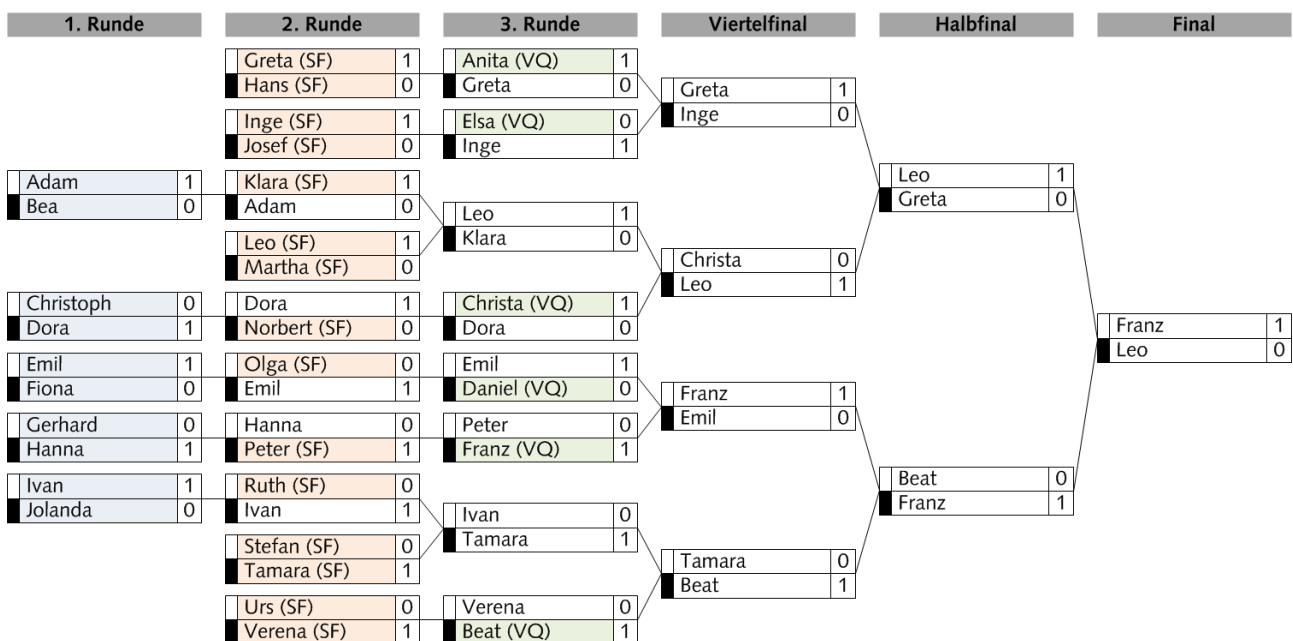 1. Runde
2. Runde
3. Runde
Viertelfinal
Halbfinal
Final
Adam 1
Bea 0
Christoph 0
Dora 1
Emil 1
Fiona 0
Gerhard 0
Hanna 1
Ivan 1
Jolanda 0
Greta (SF) 1
Hans (SF) 0
Inge (SF) 1
Josef (SF) 0
Klara (SF) 1
Adam 0
Leo (SF) 1
Martha (SF) 0
Dora 1
Norbert (SF) 0
Olga (SF) 0
Emil 1
Hanna 0
Peter (SF) 1
Ruth (SF) 0
Ivan 1
Stefan (SF) 0
Tamara (SF) 1
Urs (SF) 0
Verena (SF) 1
Anita (VQ) 1
Greta 0
Elsa (VQ) 0
Inge 1
Leo 1
Klara 0
Christa (VQ) 1
Dora 0
Emil 1
Daniel (VQ) 0
Peter 0
Franz (VQ) 1
Ivan 0
Tamara 1
Verena 0
Beat (VQ) 1
Greta 1
Inge 0
Christa 0
Leo 1
Franz 1
Emil 0
Tamara 0
Beat 1
Leo 1
Greta 0
Beat 0
Franz 1
Franz 1
Leo 0